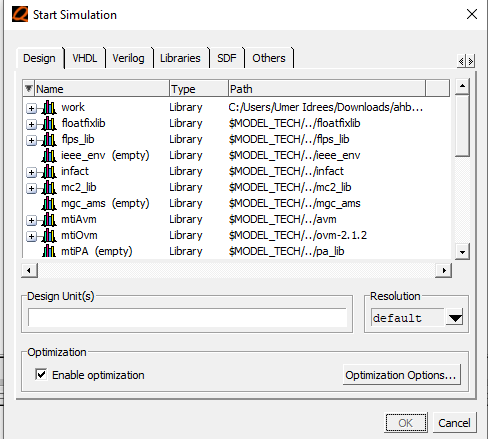 Start Simulation
Design VHDL Verilog Libraries SDF Others
Name Type Path
work Library C:/Users/Umer Idrees/Downloads/ahb...
floatfixlib Library $MODEL_TECH/../floatfixlib
flps_lib Library $MODEL_TECH/../flps_lib
ieee_env (empty) Library $MODEL_TECH/../ieee_env
infact Library $MODEL_TECH/../infact
mc2_lib Library $MODEL_TECH/../mc2_lib
mgc_ams (empty) Library $MODEL_TECH/../mgc_ams
mtiAvm Library $MODEL_TECH/../avm
mtiOvm Library $MODEL_TECH/../ovm-2.1.2
mtiPA (empty) Library $MODEL_TECH/../pa_lib
Design Unit(s) Resolution
default
Optimization
Enable optimization Optimization Options...
OK Cancel